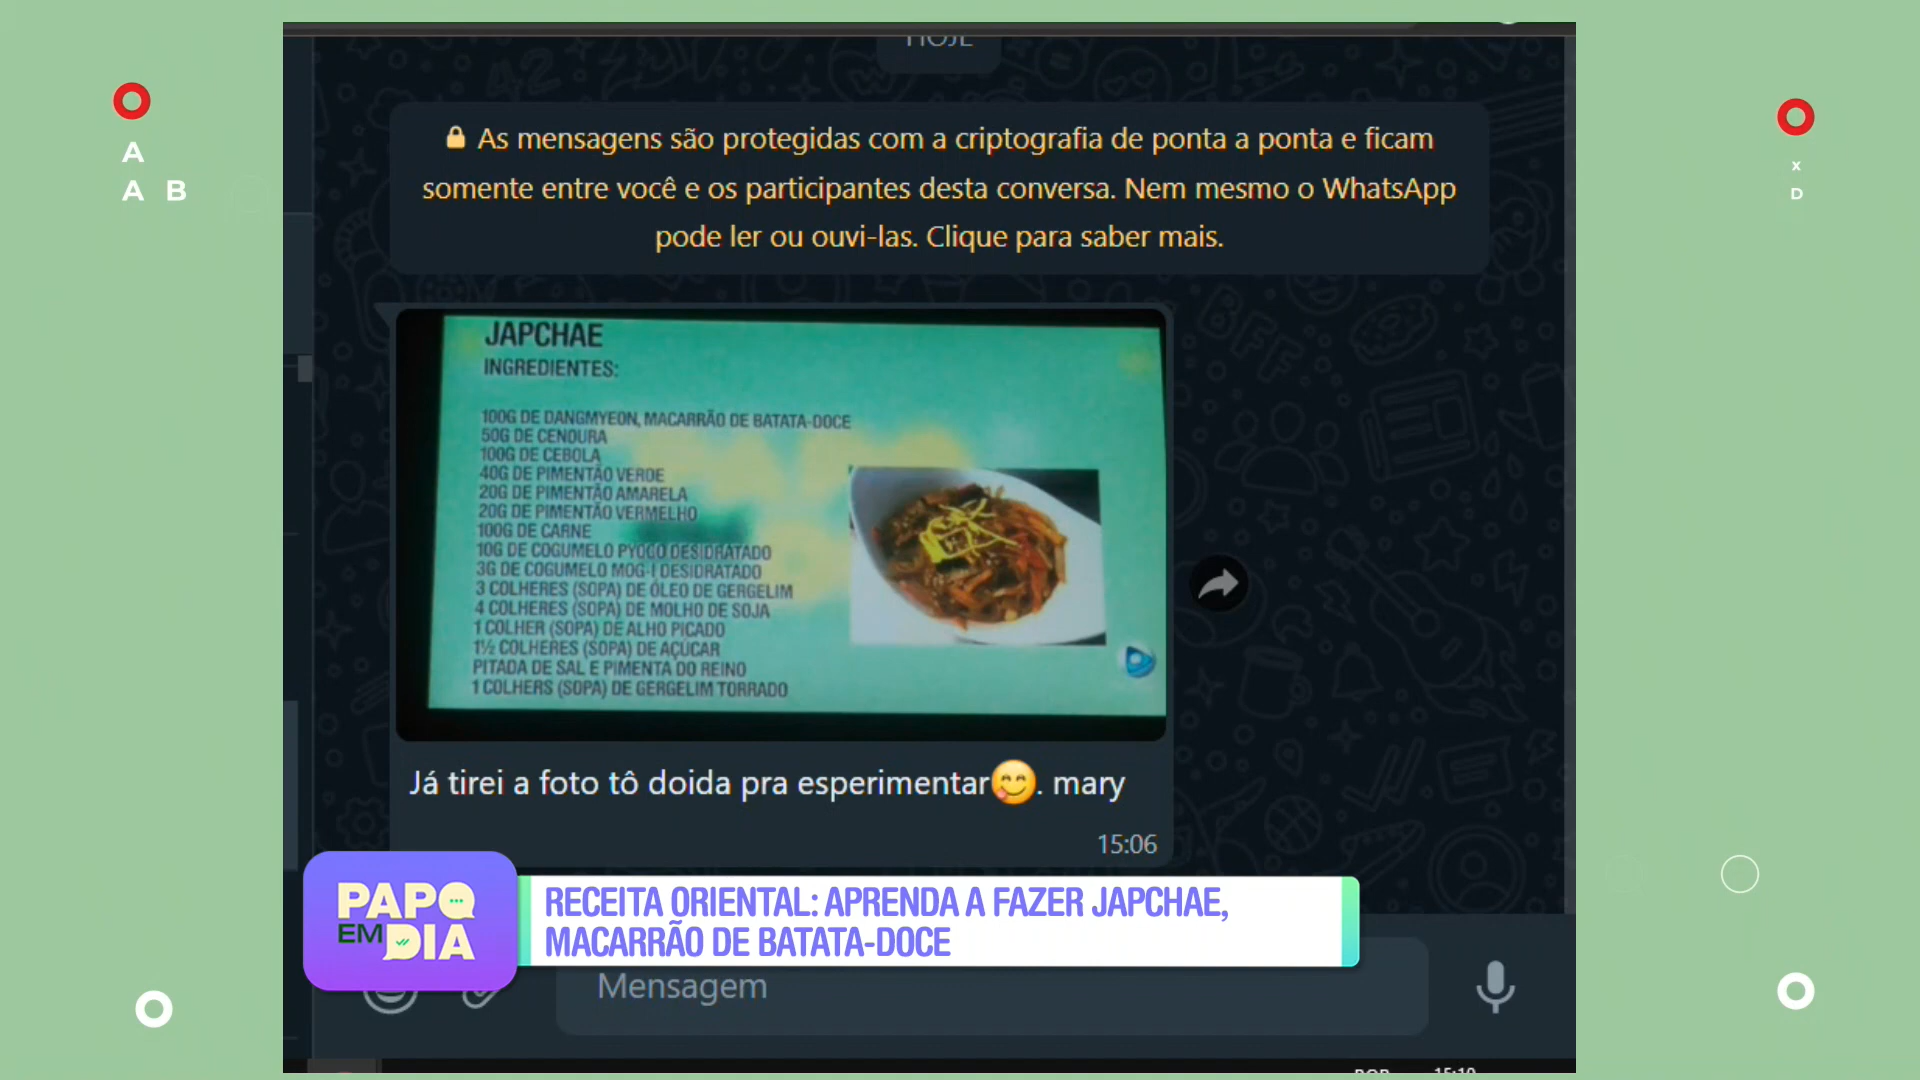 HOJE
A
A B
x
D
As mensagens são protegidas com a criptografia de ponta a ponta e ficam
somente entre você e os participantes desta conversa. Nem mesmo o WhatsApp
pode ler ou ouvi-las. Clique para saber mais.
JAPCHAE
INGREDIENTES:
100G DE DANGMYEON, MACARRÃO DE BATATA-DOCE
50G DE CENOURA
100G DE CEBOLA
40G DE PIMENTÃO VERDE
20G DE PIMENTÃO AMARELA
20G DE PIMENTÃO VERMELHO
100G DE CARNE
10G DE COGUMELO PYOGO DESIDRATADO
3G DE COGUMELO MOG-I DESIDRATADO
3 COLHERES (SOPA) DE ÓLEO DE GERGELIM
4 COLHERES (SOPA) DE MOLHO DE SOJA
1 COLHER (SOPA) DE ALHO PICADO
1½ COLHERES (SOPA) DE AÇÚCAR
PITADA DE SAL E PIMENTA DO REINO
1 COLHERS (SOPA) DE GERGELIM TORRADO
Já tirei a foto tô doida pra esperimentar😋. mary
15:06
PAPO
EM DIA
RECEITA ORIENTAL: APRENDA A FAZER JAPCHAE,
MACARRÃO DE BATATA-DOCE
Mensagem